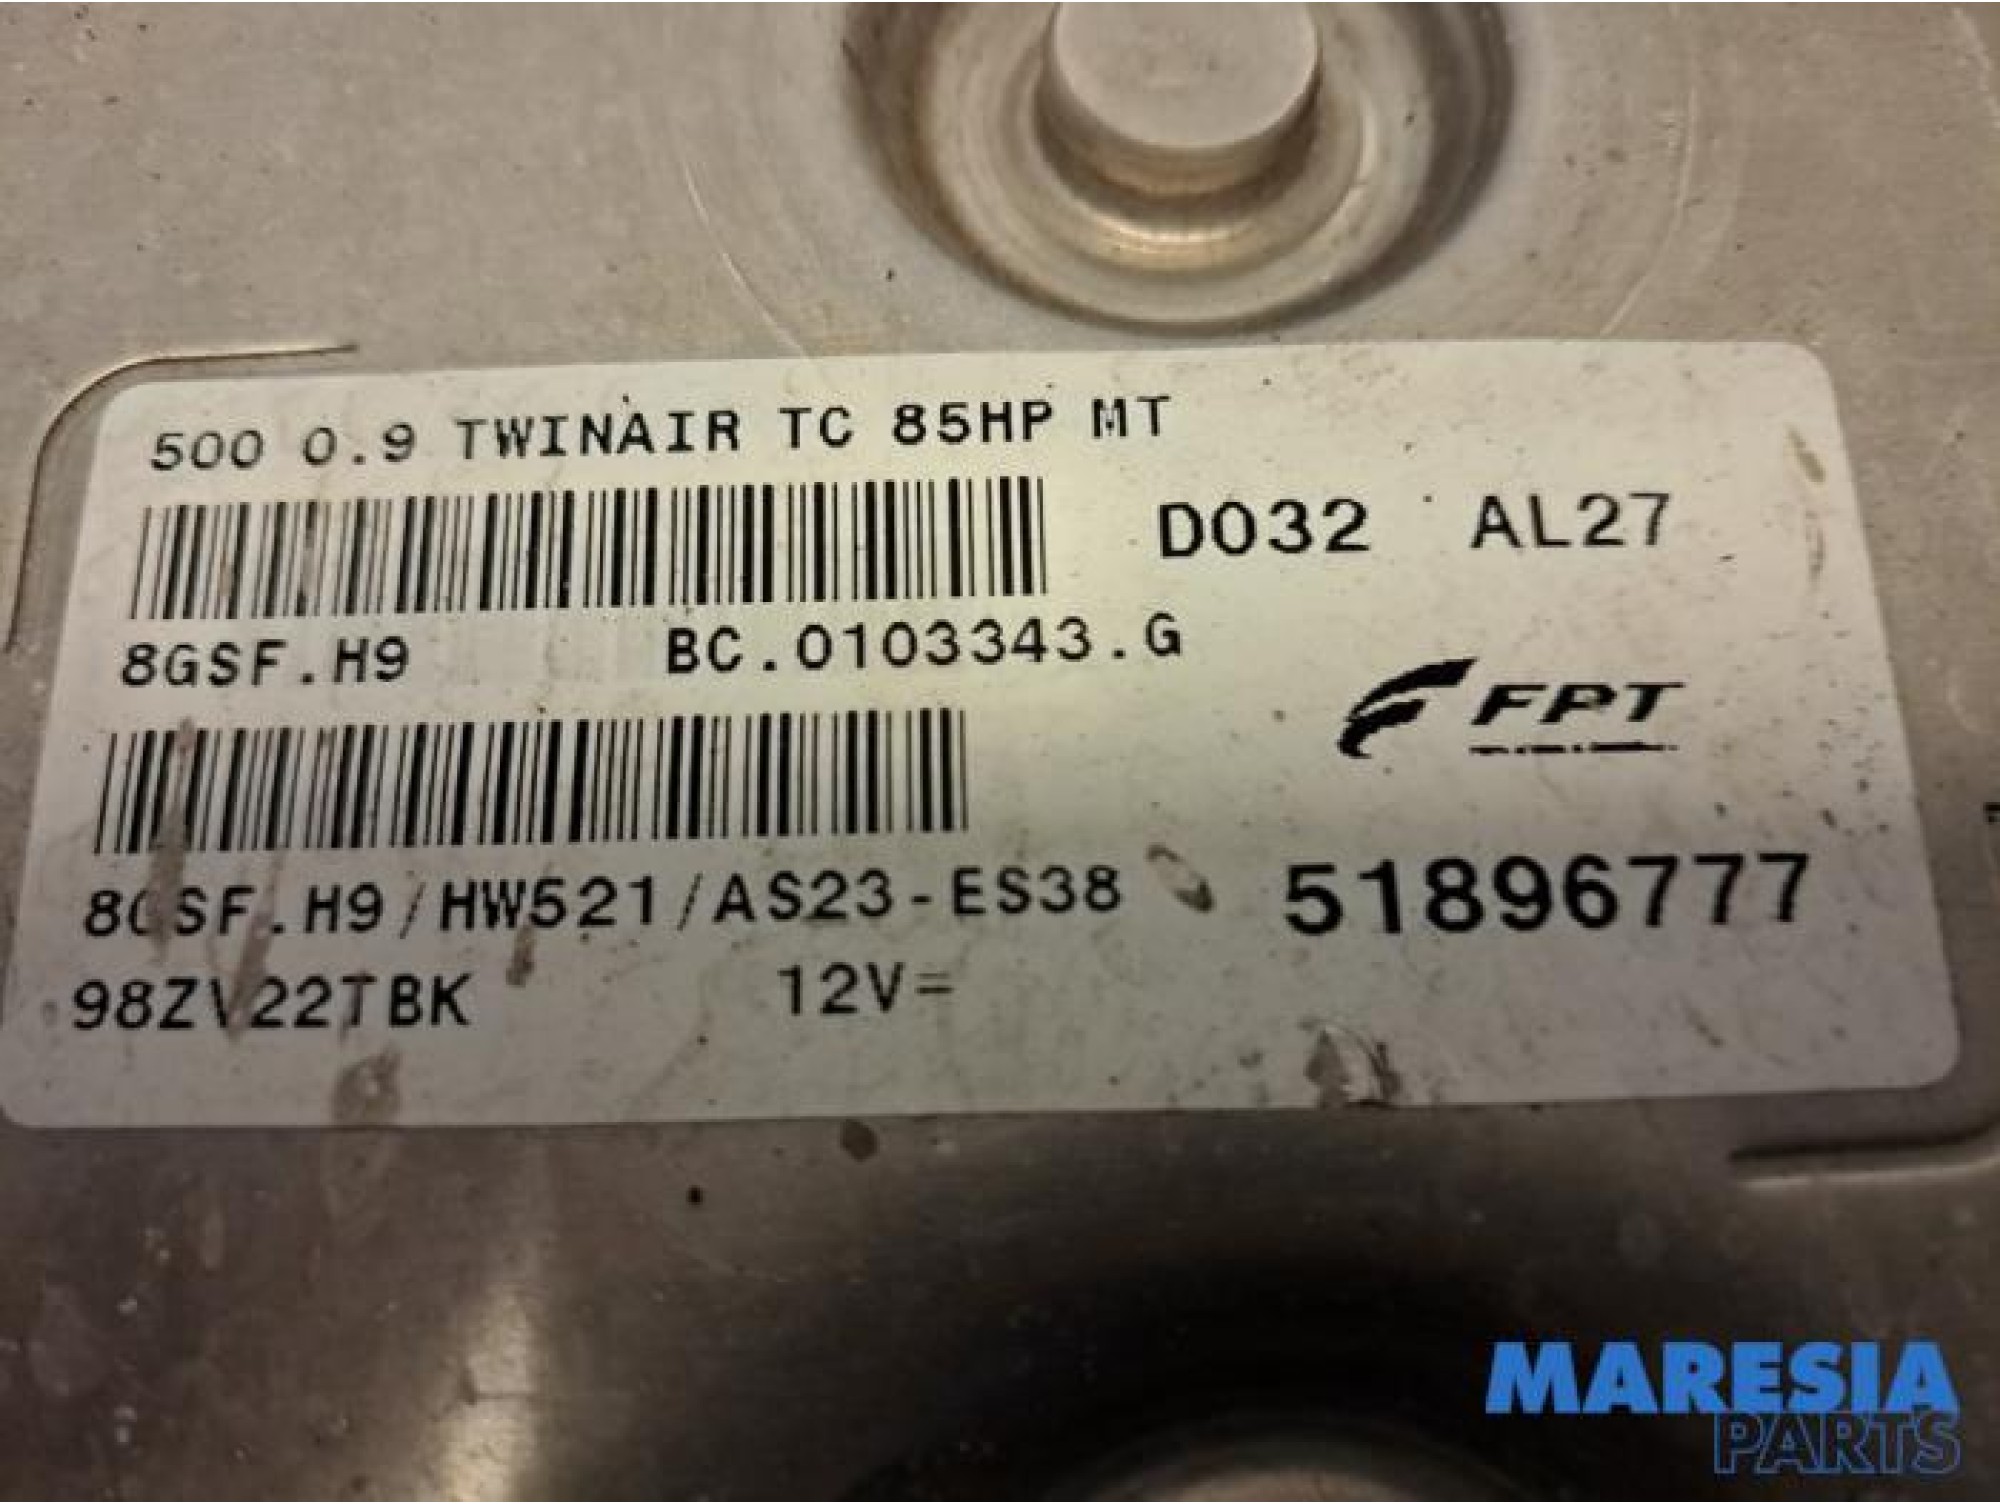 500 0.9 TWINAIR TC 85HP MT
D032 AL27
8GSF.H9 BC.0103343.G
FPT
8GSF.H9/HW521/AS23-ES38
51896777
12V=
MARESIA
PARTS